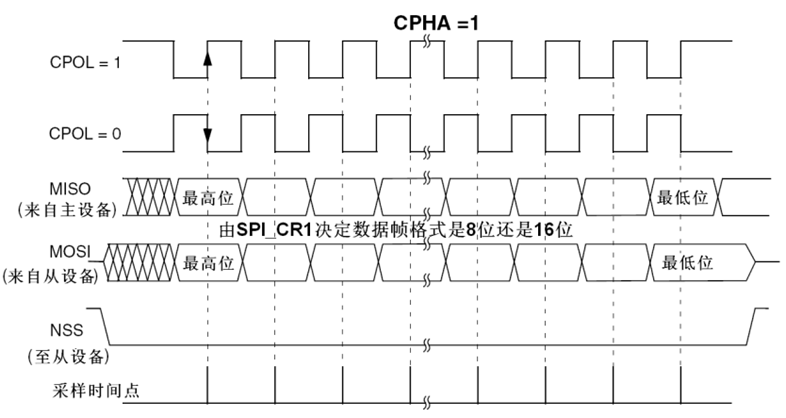 CPHA =1
CPOL = 1
CPOL = 0
MISO
(来自主设备)
最高位
最低位
由SPI_CR1决定数据帧格式是8位还是16位
MOSI
(来自从设备)
最高位
最低位
NSS
(至从设备)
采样时间点